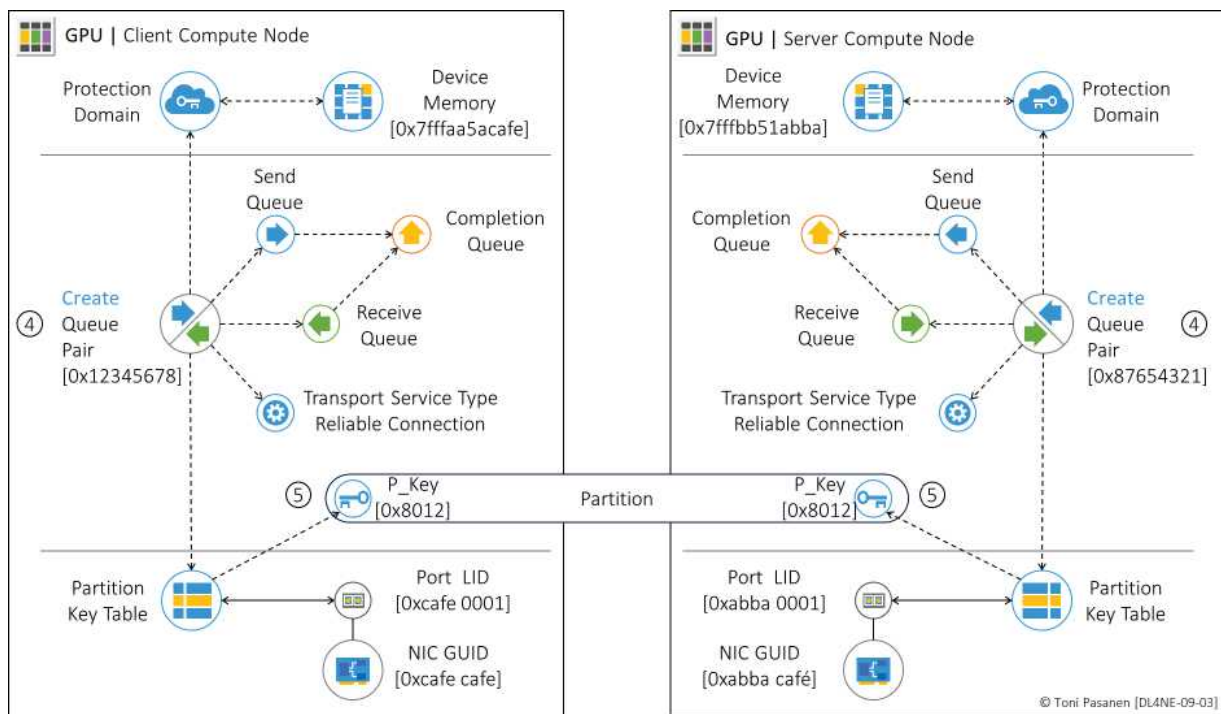 GPU | Client Compute Node
Protection
Domain
Device
Memory
[0x7fffaa5acafe]
Send
Queue
Completion
Queue
④
Create
Queue
Pair
[0x12345678]
Receive
Queue
Transport Service Type
Reliable Connection
⑤
P_Key
[0x8012]
Partition
Partition
Key Table
Port LID
[0xcafe 0001]
NIC GUID
[0xcafe cafe]
GPU | Server Compute Node
Device
Memory
[0x7fffbb51abba]
Protection
Domain
Send
Queue
Completion
Queue
Receive
Queue
Create
Queue
Pair
[0x87654321]
④
Transport Service Type
Reliable Connection
P_Key
[0x8012]
⑤
Port LID
[0xabba 0001]
Partition
Key Table
NIC GUID
[0xabba café]
© Toni Pasanen [DL4NE-09-03]